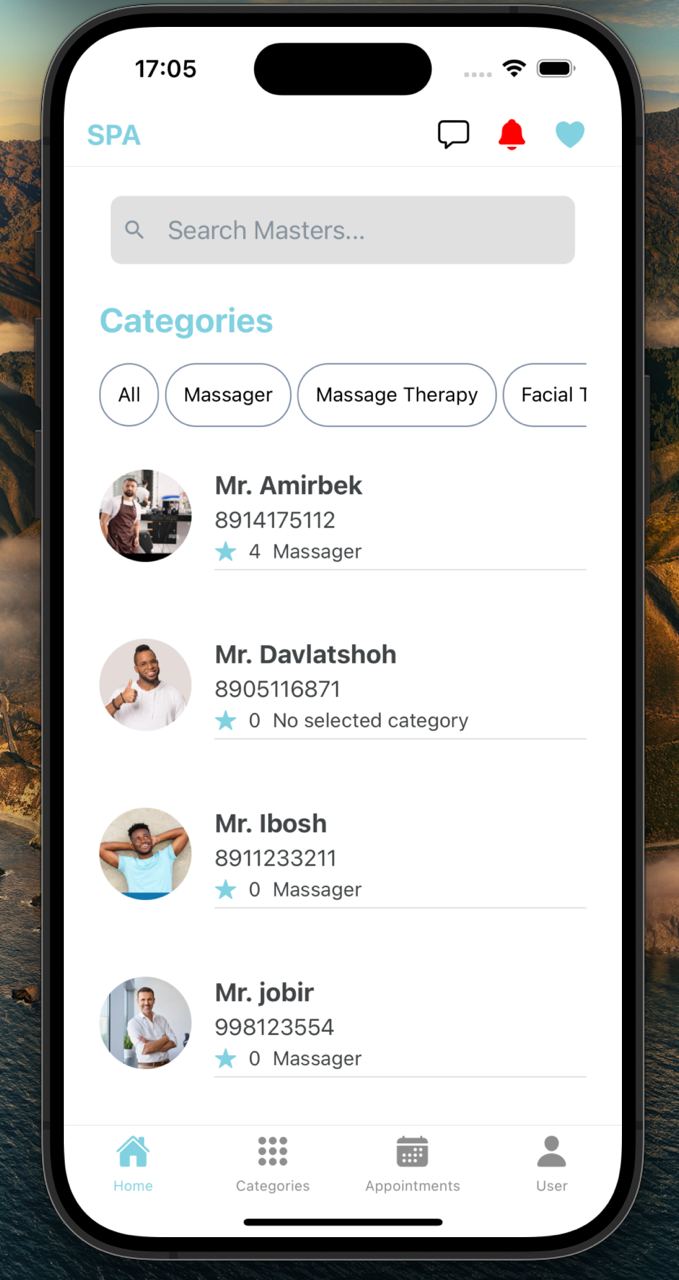 17:05
SPA
Search Masters...
Categories
All Massager Massage Therapy Facial T
Mr. Amirbek
8914175112
4 Massager
Mr. Davlatshoh
8905116871
0 No selected category
Mr. Ibosh
8911233211
0 Massager
Mr. jobir
998123554
0 Massager
Home Categories Appointments User